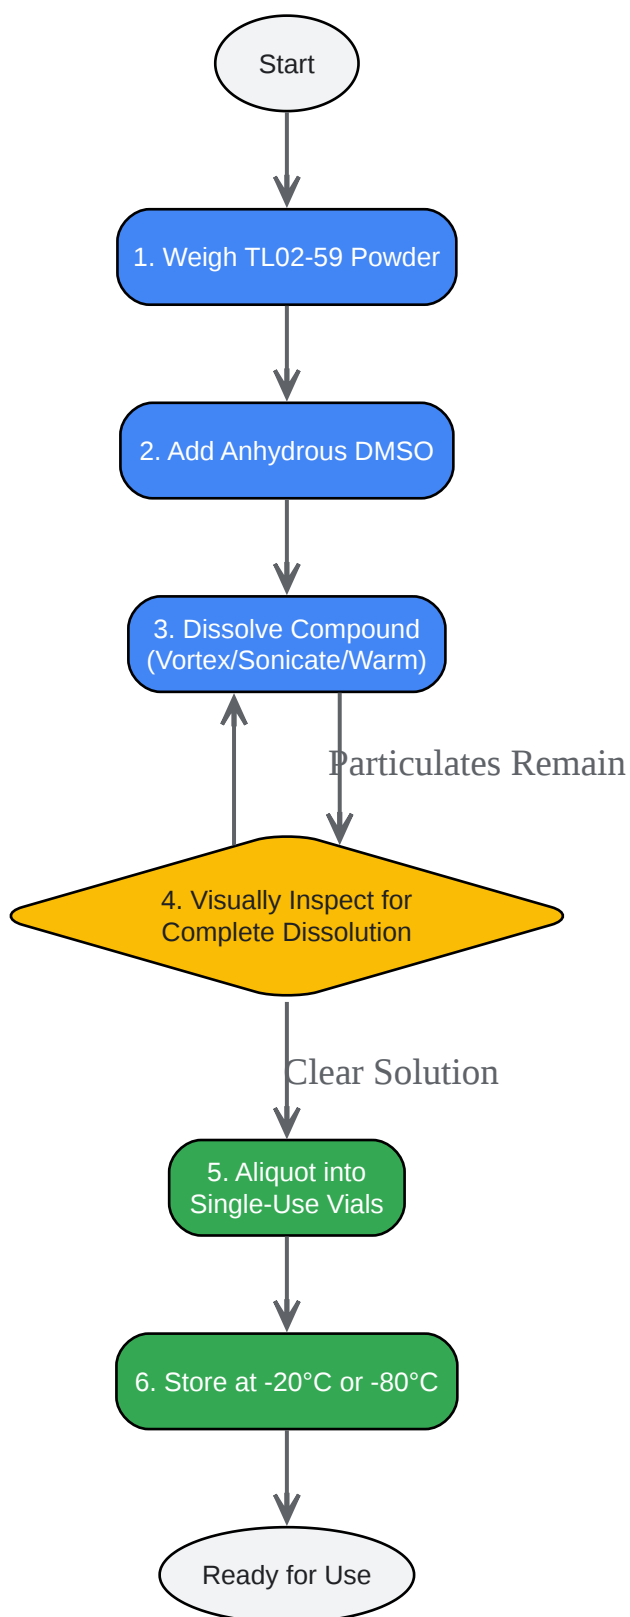 Start
1. Weigh TL02-59 Powder
2. Add Anhydrous DMSO
3. Dissolve Compound
(Vortex/Sonicate/Warm)
Particulates Remain
4. Visually Inspect for
Complete Dissolution
Clear Solution
5. Aliquot into
Single-Use Vials
6. Store at -20°C or -80°C
Ready for Use